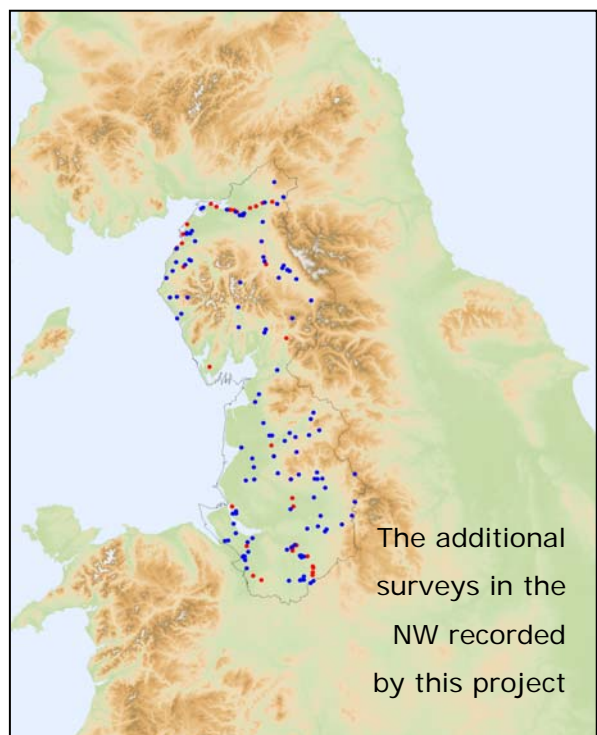 The additional
surveys in the
NW recorded
by this project